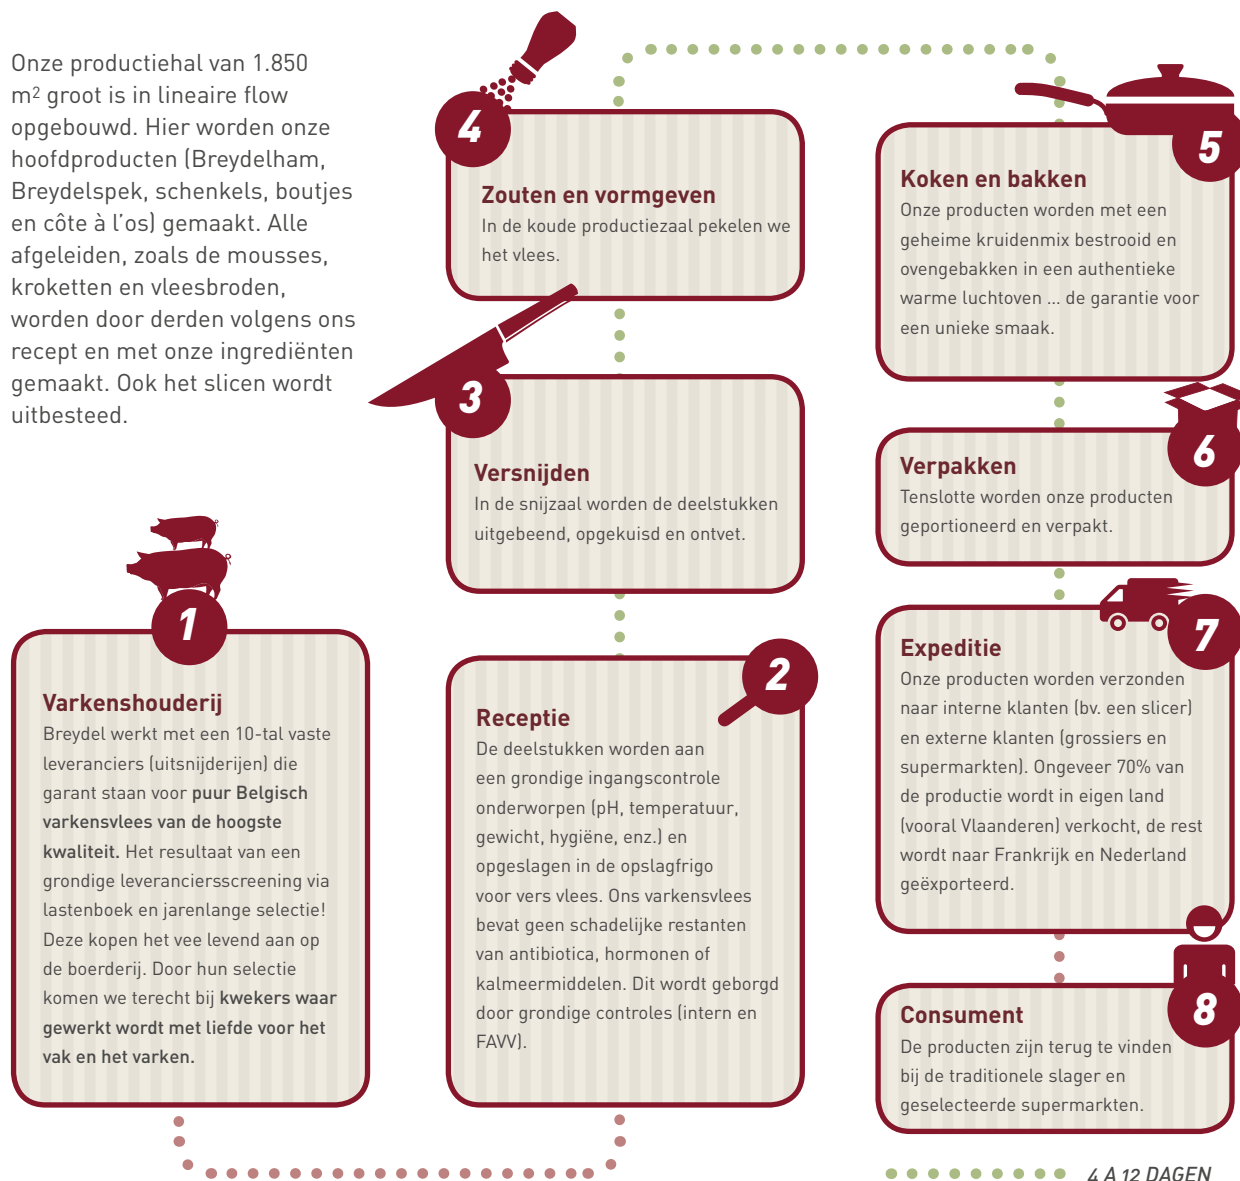 Onze productiehal van 1.850
m² groot is in lineaire flow
opgebouwd. Hier worden onze
hoofdproducten (Breydelham,
Breydelspek, schenkels, boutjes
en côte à l'os) gemaakt. Alle
afgeleiden, zoals de mousses,
kroketten en vleesbroden,
worden door derden volgens ons
recept en met onze ingrediënten
gemaakt. Ook het slicen wordt
uitbesteed.
1
Varkenshouderij
Breydel werkt met een 10-tal vaste
leveranciers (uitsnijderijen) die
garant staan voor puur Belgisch
varkensvlees van de hoogste
kwaliteit. Het resultaat van een
grondige leveranciersscreening via
lastenboek en jarenlange selectie!
Deze kopen het vee levend aan op
de boerderij. Door hun selectie
komen we terecht bij kwekers waar
gewerkt wordt met liefde voor het
vak en het varken.
2
Receptie
De deelstukken worden aan
een grondige ingangscontrole
onderworpen (pH, temperatuur,
gewicht, hygiëne, enz.) en
opgeslagen in de opslagfrigo
voor vers vlees. Ons varkensvlees
bevat geen schadelijke restanten
van antibiotica, hormonen of
kalmeermiddelen. Dit wordt geborgd
door grondige controles (intern en
FAVV).
3
Versnijden
In de snijzaal worden de deelstukken
uitgebeend, opgekuisd en ontvet.
4
Zouten en vormgeven
In de koude productiezaal pekelen we
het vlees.
5
Koken en bakken
Onze producten worden met een
geheime kruidenmix bestrooid en
ovengebakken in een authentieke
warme luchtoven ... de garantie voor
een unieke smaak.
6
Verpakken
Tenslotte worden onze producten
geportioneerd en verpakt.
7
Expeditie
Onze producten worden verzonden
naar interne klanten (bv. een slicer)
en externe klanten (grossiers en
supermarkten). Ongeveer 70% van
de productie wordt in eigen land
(vooral Vlaanderen) verkocht, de rest
wordt naar Frankrijk en Nederland
geëxporteerd.
8
Consument
De producten zijn terug te vinden
bij de traditionele slager en
geselecteerde supermarkten.
4 A 12 DAGEN